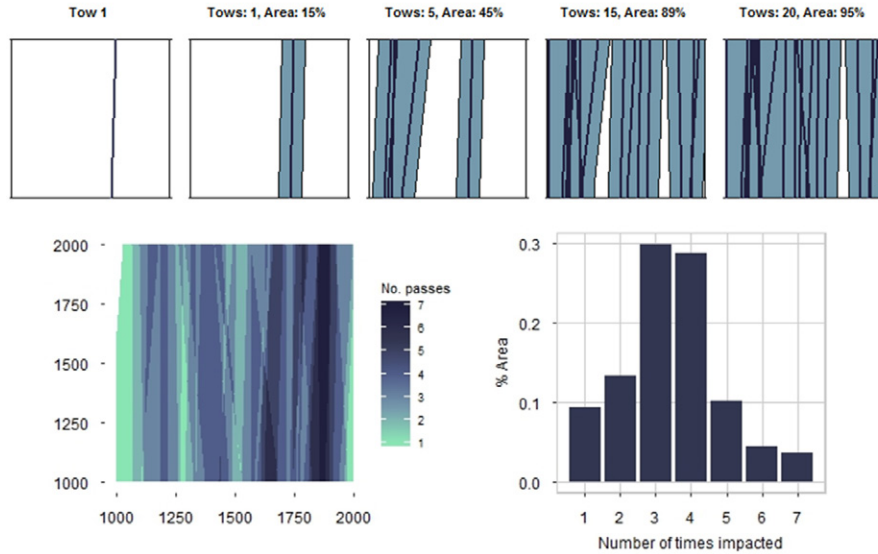 Tow 1
Tows: 1, Area: 15%
Tows: 5, Area: 45%
Tows: 15, Area: 89%
Tows: 20, Area: 95%
2000
1750
1500
1250
1000
1000 1250 1500 1750 2000
No. passes
7
6
5
4
3
2
1
% Area
0.3
0.2
0.1
0.0
1 2 3 4 5 6 7
Number of times impacted